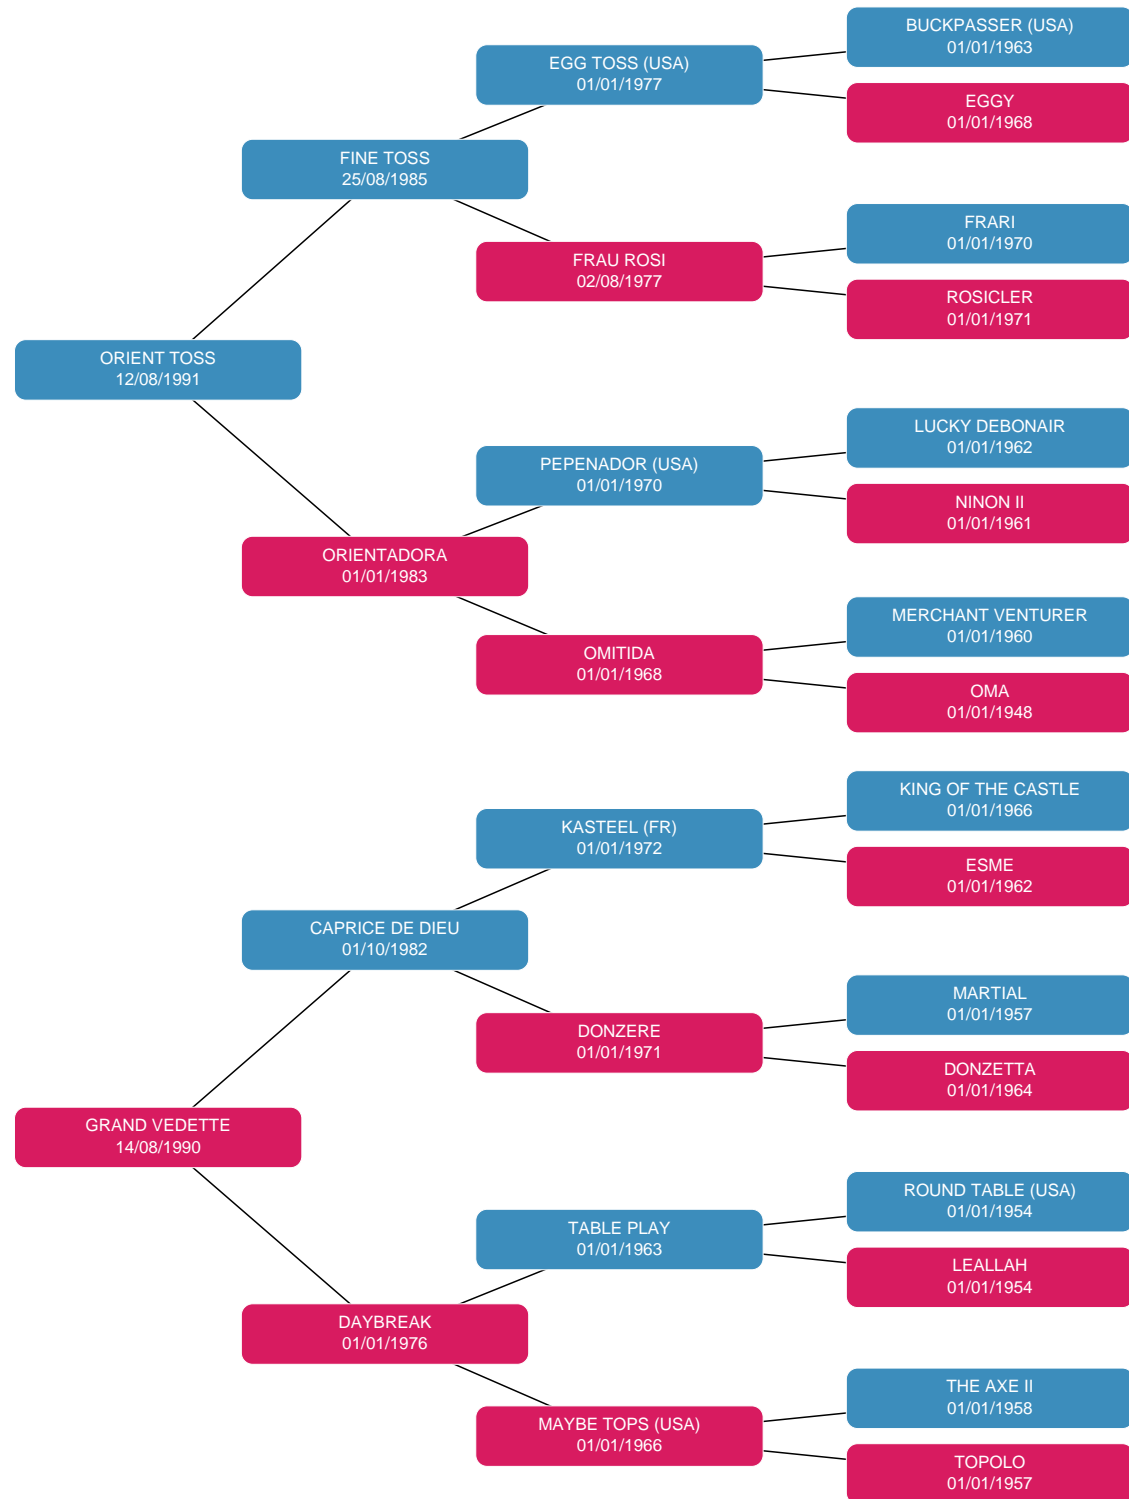 BUCKPASSER (USA)
01/01/1963
EGG TOSS (USA)
01/01/1977
EGGY
01/01/1968
FINE TOSS
25/08/1985
FRARI
01/01/1970
FRAU ROSI
02/08/1977
ROSICLER
01/01/1971
ORIENT TOSS
12/08/1991
LUCKY DEBONAIR
01/01/1962
PEPENADOR (USA)
01/01/1970
NINON II
01/01/1961
ORIENTADORA
01/01/1983
MERCHANT VENTURER
01/01/1960
OMITIDA
01/01/1968
OMA
01/01/1948
KING OF THE CASTLE
01/01/1966
KASTEEL (FR)
01/01/1972
ESME
01/01/1962
CAPRICE DE DIEU
01/10/1982
MARTIAL
01/01/1957
DONZERE
01/01/1971
DONZETTA
01/01/1964
GRAND VEDETTE
14/08/1990
ROUND TABLE (USA)
01/01/1954
TABLE PLAY
01/01/1963
LEALLAH
01/01/1954
DAYBREAK
01/01/1976
THE AXE II
01/01/1958
MAYBE TOPS (USA)
01/01/1966
TOPOLO
01/01/1957